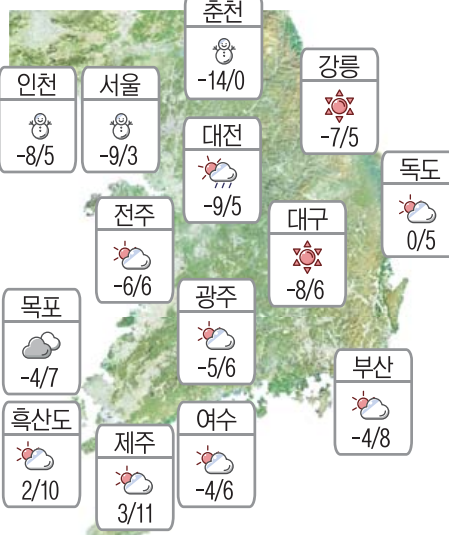 춘천
-14/0
강릉
-7/5
인천
-8/5
서울
-9/3
대전
-9/5
독도
0/5
전주
-6/6
대구
-8/6
광주
-5/6
목포
-4/7
부산
-4/8
흑산도
2/10
제주
3/11
여수
-4/6